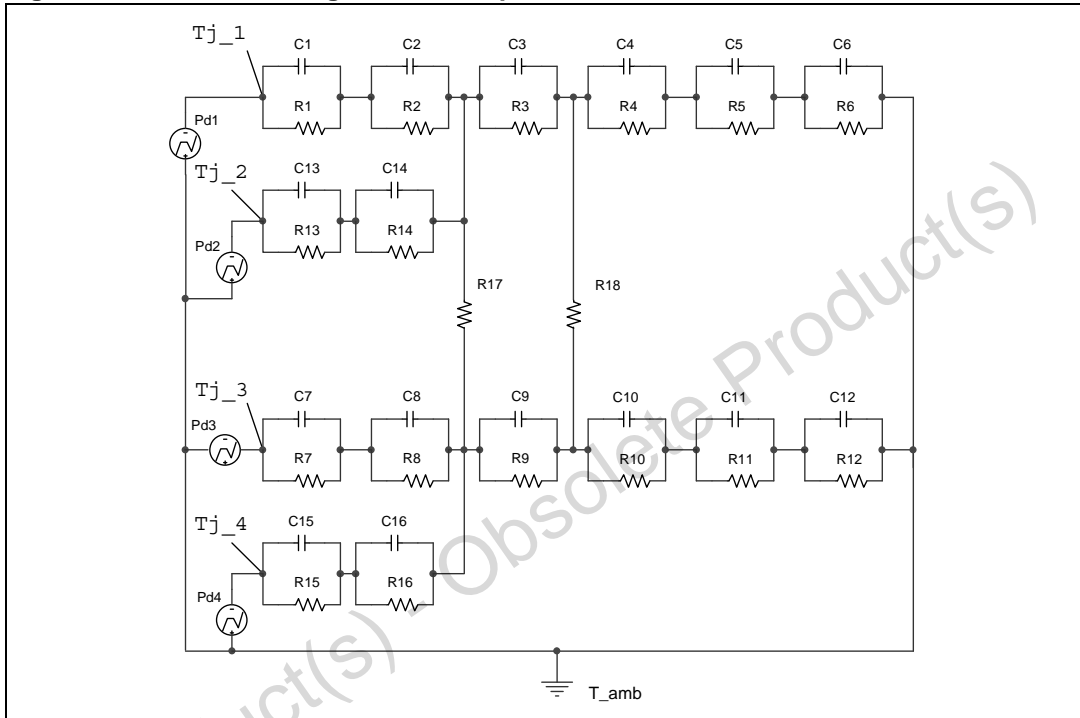 Tj_1
C1 C2 C3 C4 C5 C6
R1 R2 R3 R4 R5 R6
Pd1
Tj_2
C13 C14
R13 R14
Pd2
R17 R18
Tj_3
C7 C8 C9 C10 C11 C12
Pd3
R7 R8 R9 R10 R11 R12
Tj_4
C15 C16
R15 R16
Pd4
T_amb
uct(s) - Obsolete Product(s)